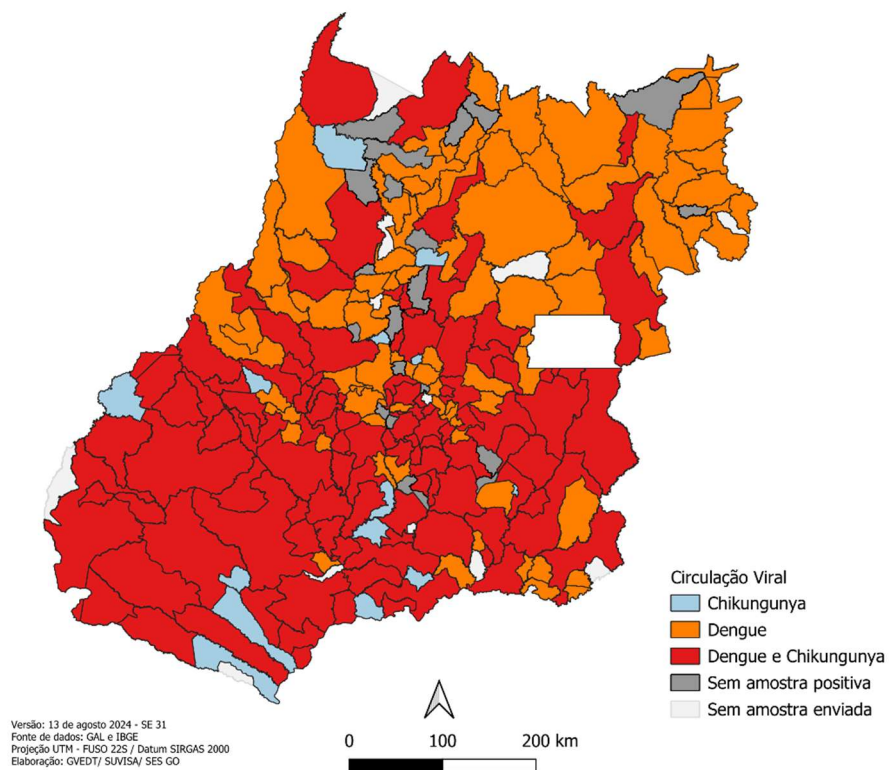 Circulação Viral
Chikungunya
Dengue
Dengue e Chikungunya
Sem amostra positiva
Sem amostra enviada
Versão: 13 de agosto 2024 - SE 31
Fonte de dados: GAL e IBGE
Projeção UTM - FUSO 22S / Datum SIRGAS 2000
Elaboração: GVEDT/ SUVISA/ SES GO
0 100 200 km